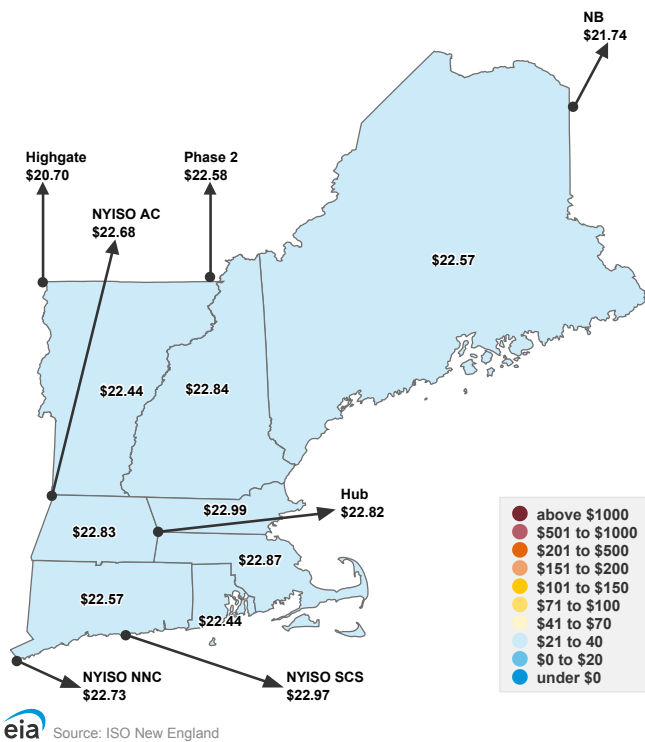 NB
$21.74
Highgate
$20.70
Phase 2
$22.58
NYISO AC
$22.68
$22.57
$22.44
$22.84
Hub
$22.82
$22.99
$22.83
$22.87
$22.57
$22.44
NYISO NNC
$22.73
NYISO SCS
$22.97
above $1000
$501 to $1000
$201 to $500
$151 to $200
$101 to $150
$71 to $100
$41 to $70
$21 to 40
$0 to $20
under $0
eia Source: ISO New England